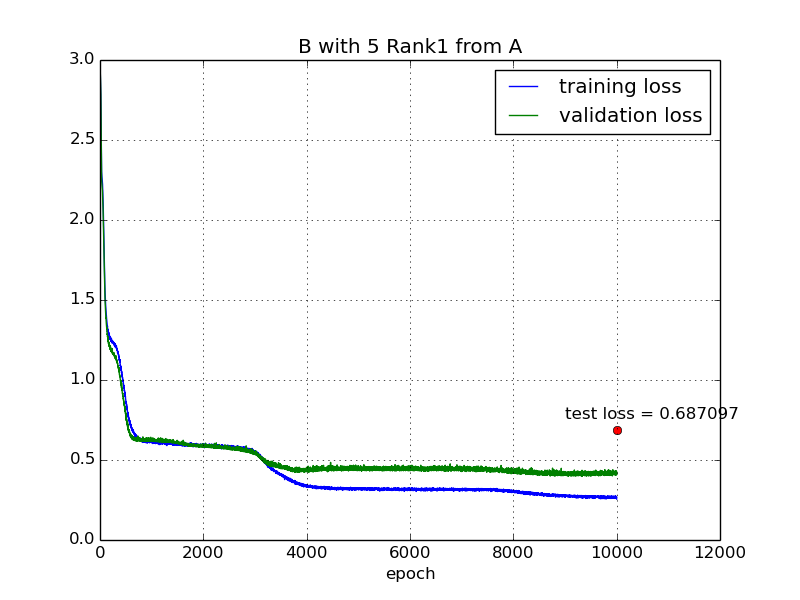 B with 5 Rank1 from A
3.0
training loss
validation loss
2.5
2.0
1.5
1.0
test loss = 0.687097
0.5
0.0
0 2000 4000 6000 8000 10000 12000
epoch